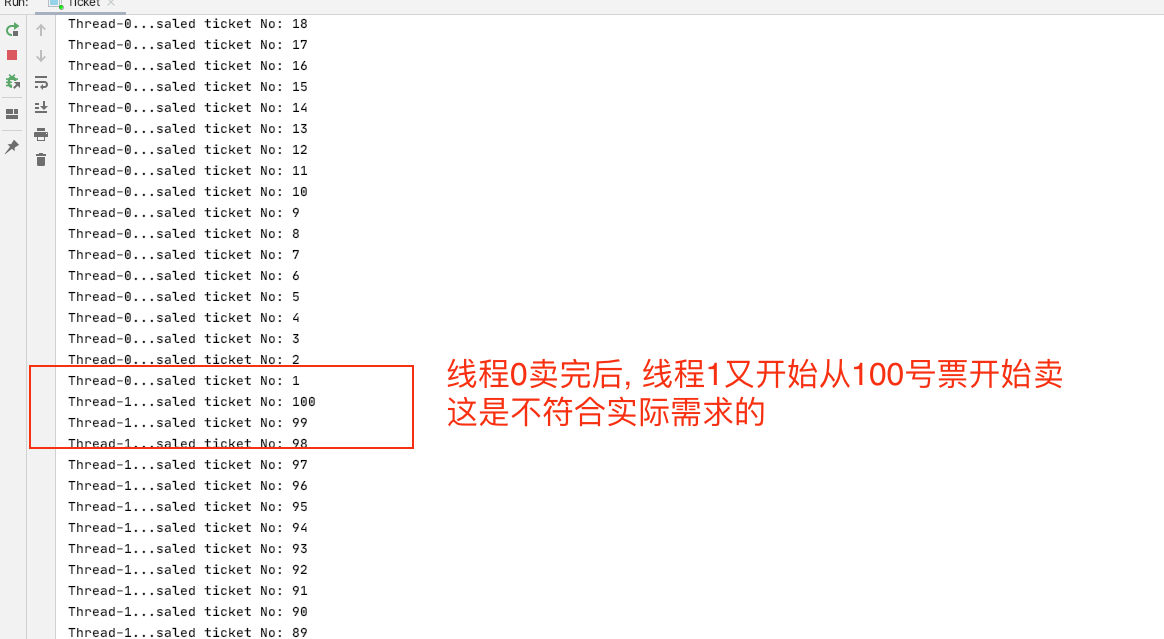 Run:
Ticket
Thread-0...saled ticket No: 18
Thread-0...saled ticket No: 17
Thread-0...saled ticket No: 16
Thread-0...saled ticket No: 15
Thread-0...saled ticket No: 14
Thread-0...saled ticket No: 13
Thread-0...saled ticket No: 12
Thread-0...saled ticket No: 11
Thread-0...saled ticket No: 10
Thread-0...saled ticket No: 9
Thread-0...saled ticket No: 8
Thread-0...saled ticket No: 7
Thread-0...saled ticket No: 6
Thread-0...saled ticket No: 5
Thread-0...saled ticket No: 4
Thread-0...saled ticket No: 3
Thread-0...saled ticket No: 2
Thread-0...saled ticket No: 1
Thread-1...saled ticket No: 100
Thread-1...saled ticket No: 99
Thread-1...saled ticket No: 98
Thread-1...saled ticket No: 97
Thread-1...saled ticket No: 96
Thread-1...saled ticket No: 95
Thread-1...saled ticket No: 94
Thread-1...saled ticket No: 93
Thread-1...saled ticket No: 92
Thread-1...saled ticket No: 91
Thread-1...saled ticket No: 90
Thread-1...saled ticket No: 89
线程0卖完后, 线程1又开始从100号票开始卖
这是不符合实际需求的